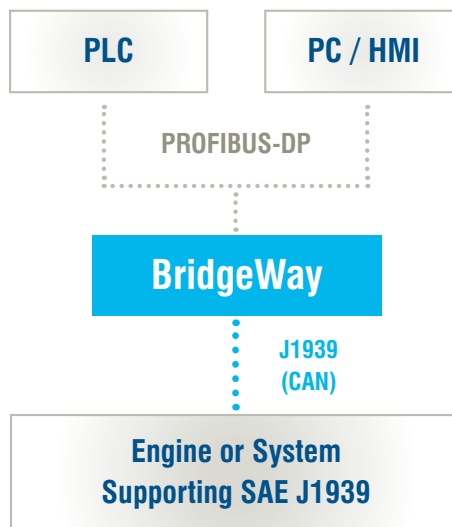 PLC
PC / HMI
PROFIBUS-DP
BridgeWay
J1939
(CAN)
Engine or System
Supporting SAE J1939